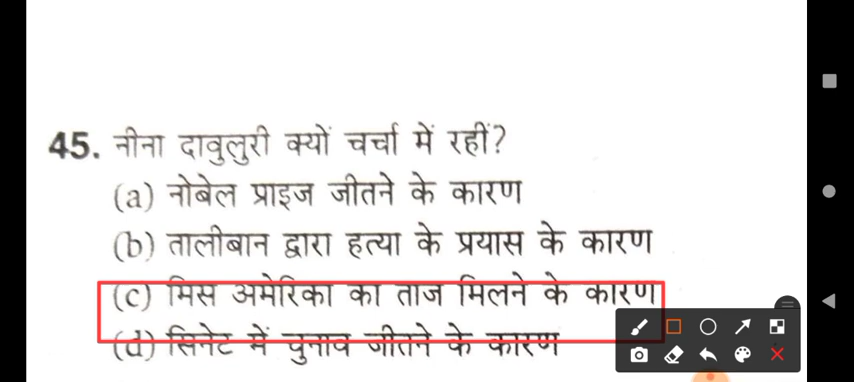 45. नीना दावुलुरी क्यों चर्चा में रहीं?
(a) नोबेल प्राइज जीतने के कारण
(b) तालीबान द्वारा हत्या के प्रयास के कारण
(c) मिस अमेरिका का ताज मिलने के कारण
(d) सिनेट में चुनाव जीतने के कारण